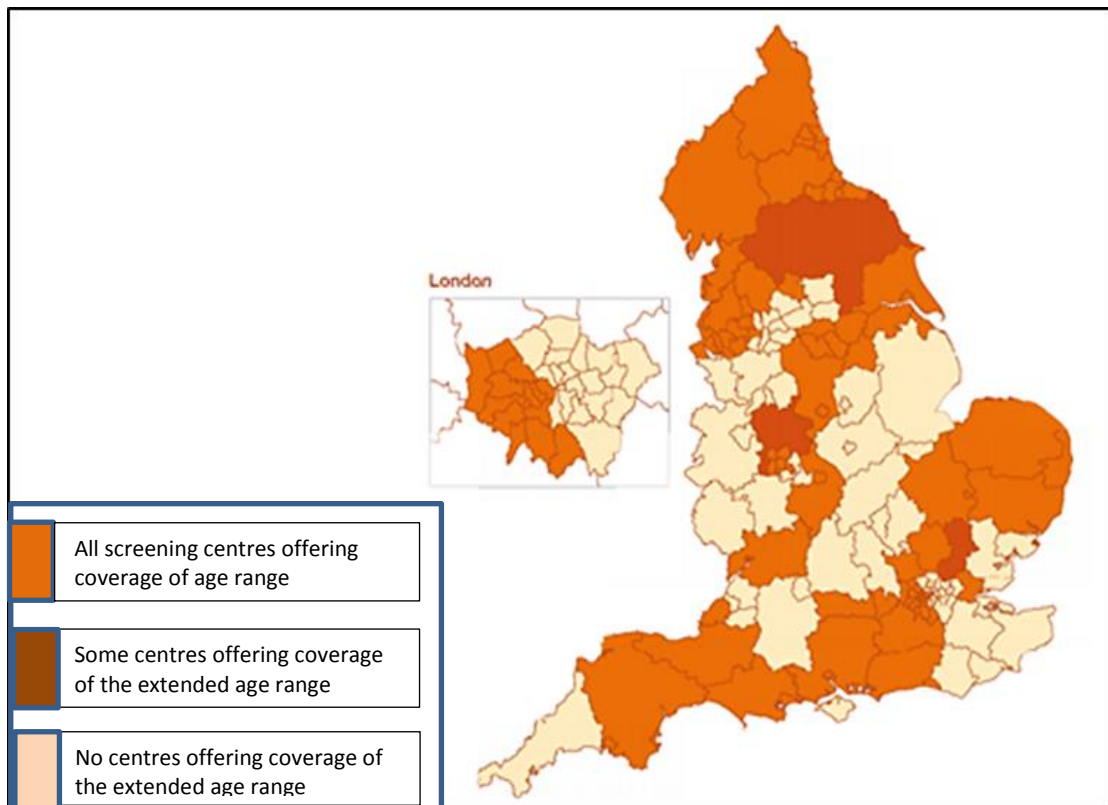 London
All screening centres offering
coverage of age range
Some centres offering coverage
of the extended age range
No centres offering coverage of
the extended age range